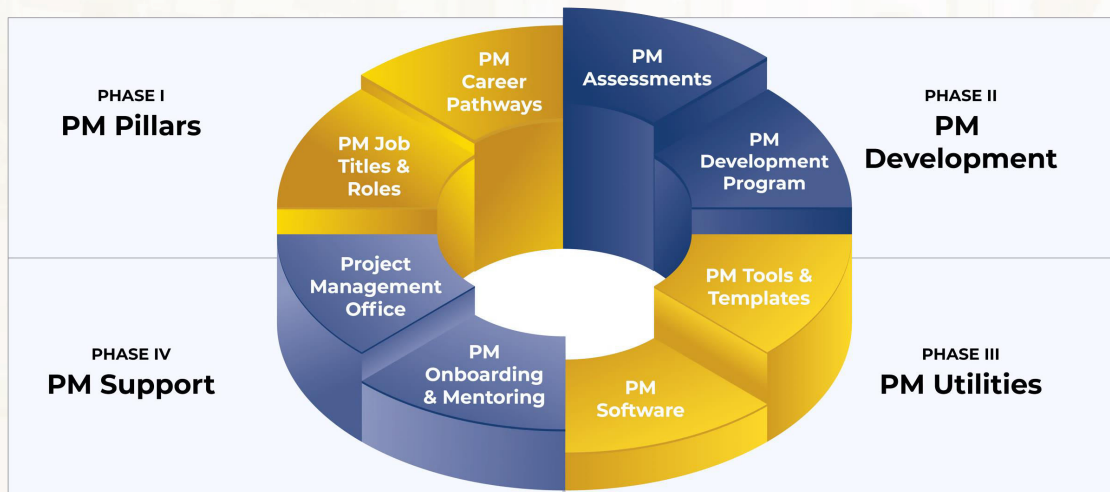 PHASE I
PM Pillars
PM Job
Titles &
Roles
PM
Career
Pathways
PHASE II
PM
Development
PM
Assessments
PM
Development
Program
PHASE III
PM Utilities
PM Tools &
Templates
PM
Software
PHASE IV
PM Support
PM
Onboarding
& Mentoring
Project
Management
Office